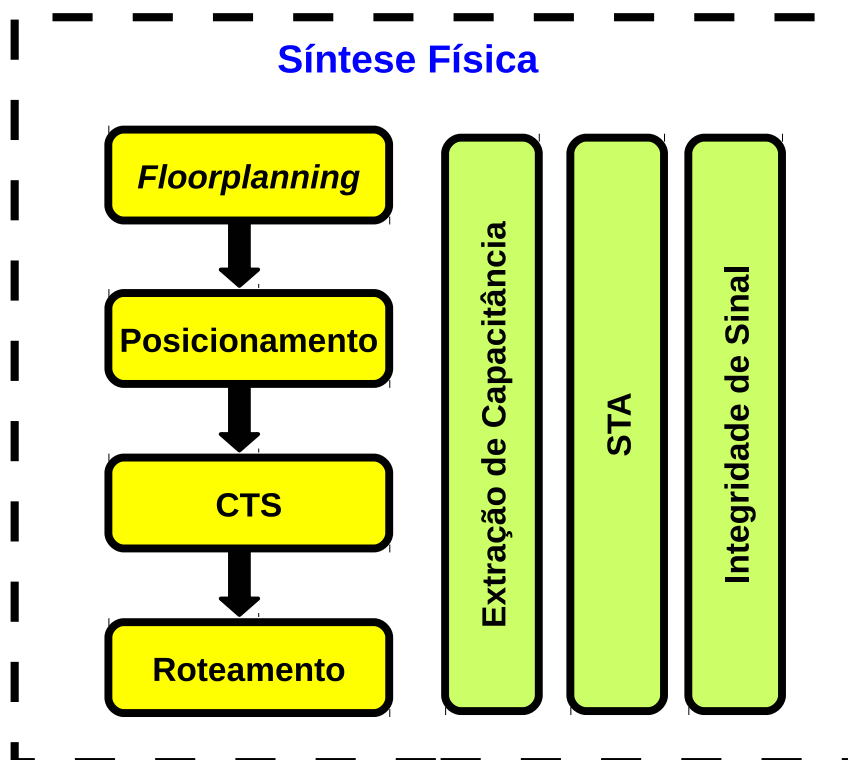 Síntese Física
Floorplanning
Posicionamento
CTS
Roteamento
Extração de Capacitância
STA
Integridade de Sinal